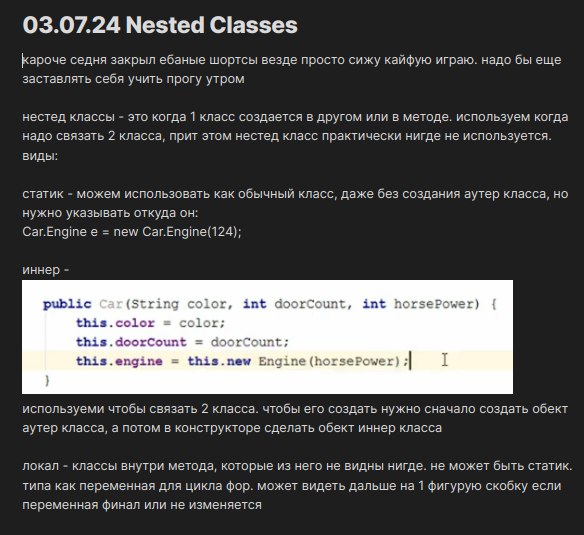 03.07.24 Nested Classes
кароче седня закрыл ебаные шортсы везде просто сижу кайфую играю. надо бы еще
заставлять себя учить прогу утром
нестед классы - это когда 1 класс создается в другом или в методе. используем когда
надо связать 2 класса, прит этом нестед класс практически нигде не используется.
виды:
статик - можем использовать как обычный класс, даже без создания аутер класса, но
нужно указывать откуда он:
Car.Engine e = new Car.Engine(124);
иннер -
public Car(String color, int doorCount, int horsePower) {
this.color = color;
this.doorCount = doorCount;
this.engine = this.new Engine(horsePower);
}
используеми чтобы связать 2 класса. чтобы его создать нужно сначало создать обект
аутер класса, а потом в конструкторе сделать обект иннер класса
локал - классы внутри метода, которые из него не видны нигде. не может быть статик.
типа как переменная для цикла фор. может видеть дальше на 1 фигурую скобку если
переменная финал или не изменяется